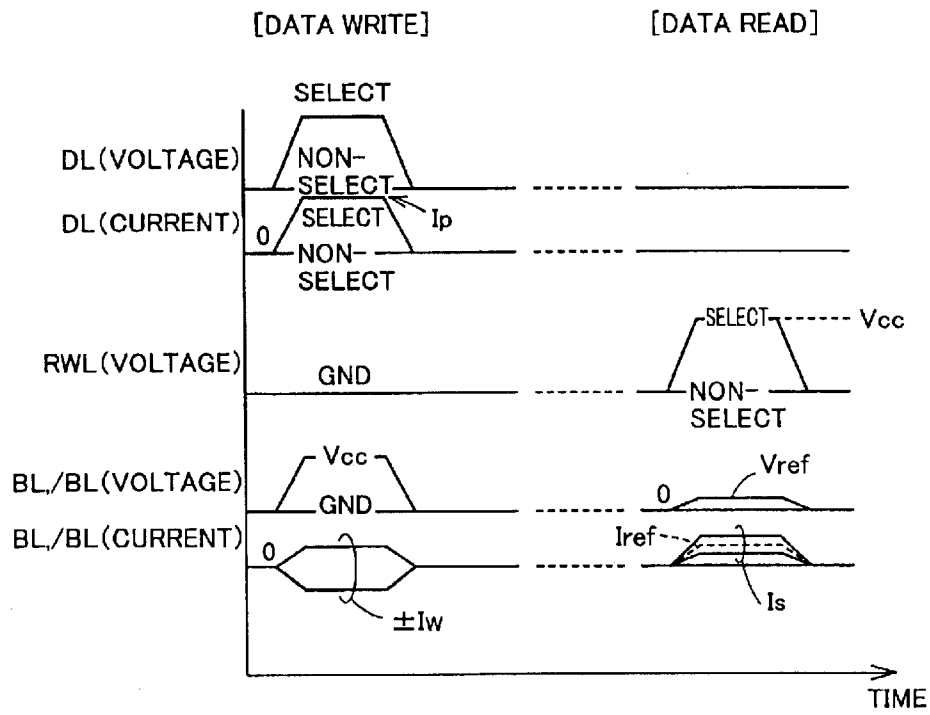 [DATA WRITE]
[DATA READ]
SELECT
DL(VOLTAGE)
NON-
SELECT
DL(CURRENT)
0
SELECT
Ip
NON-
SELECT
RWL(VOLTAGE)
GND
SELECT
Vcc
NON-
SELECT
BL,/BL(VOLTAGE)
Vcc
GND
0
Vref
BL,/BL(CURRENT)
0
±Iw
Iref
Is
TIME